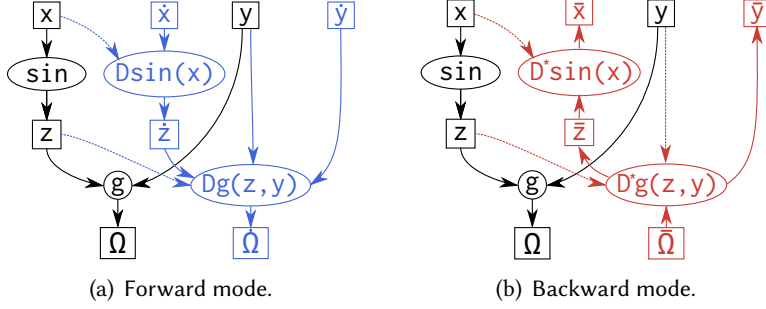 x ẋ y ẏ x x̄ y ȳ
sin Dsin(x) sin D*sin(x)
z ż z z̄
g Dg(z,y) g D*g(z,y)
Ω Ω̇ Ω Ω̄
(a) Forward mode. (b) Backward mode.